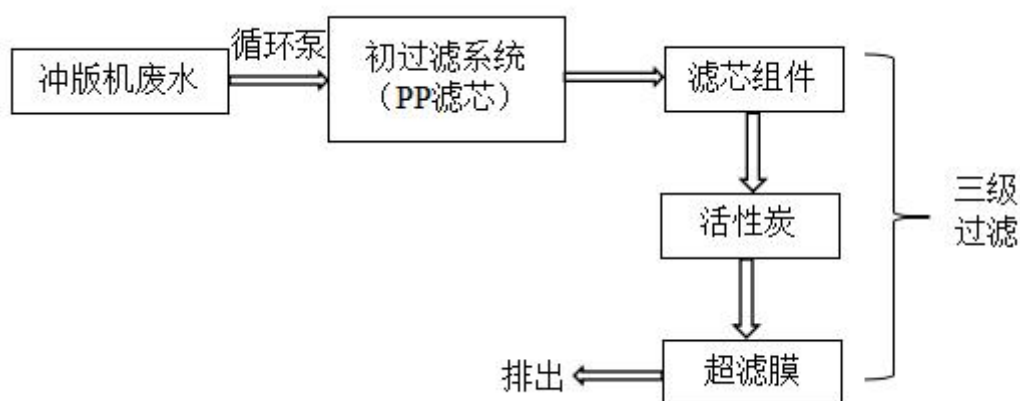 冲版机废水
循环泵
初过滤系统
（PP滤芯）
滤芯组件
活性炭
超滤膜
排出
三级
过滤